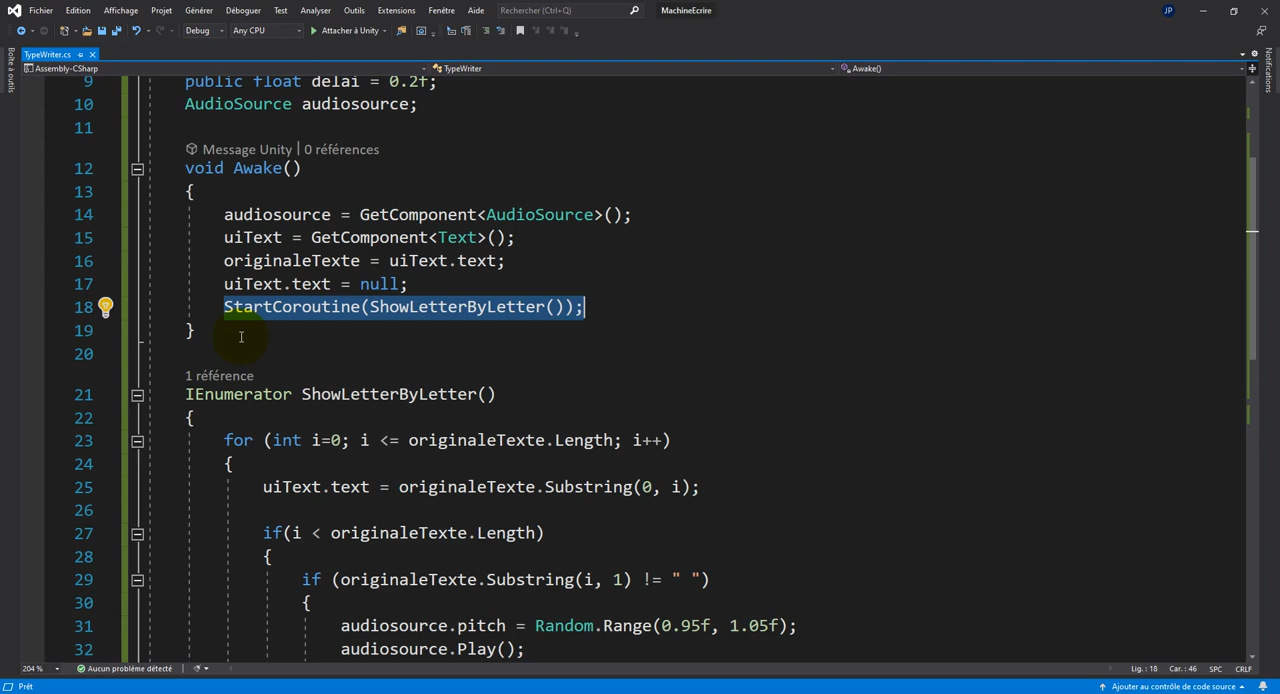 Fichier Edition Affichage Projet Générer Déboguer Test Analyser Outils Extensions Fenêtre Aide Rechercher (Ctrl+Q) MachineEcrire JP
Debug Any CPU Attacher à Unity
TypeWriter.cs
Assembly-CSharp TypeWriter Awake()
Boîte à outils
Notifications
9 public float delai = 0.2f;
10 AudioSource audiosource;
11
Message Unity | 0 références
12 void Awake()
13 {
14 audiosource = GetComponent<AudioSource>();
15 uiText = GetComponent<Text>();
16 originaleTexte = uiText.text;
17 uiText.text = null;
18 StartCoroutine(ShowLetterByLetter());
19 }
20
1 référence
21 IEnumerator ShowLetterByLetter()
22 {
23 for (int i=0; i <= originaleTexte.Length; i++)
24 {
25 uiText.text = originaleTexte.Substring(0, i);
26
27 if(i < originaleTexte.Length)
28 {
29 if (originaleTexte.Substring(i, 1) != " ")
30 {
31 audiosource.pitch = Random.Range(0.95f, 1.05f);
32 audiosource.Play();
204 % Aucun problème détecté Lig. : 18 Car. : 46 SPC CRLF
Prêt Ajouter au contrôle de code source